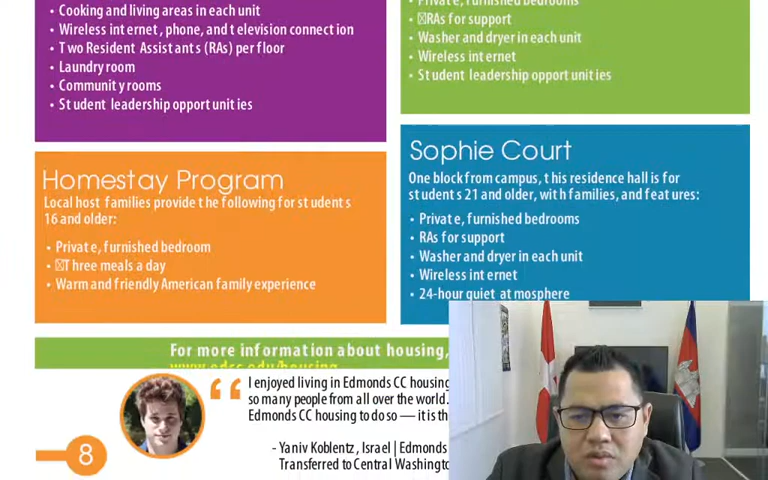 • Cooking and living areas in each unit
• Wireless internet, phone, and television connection
• Two Resident Assistants (RAs) per floor
• Laundry room
• Community rooms
• Student leadership opportunities
• Private, furnished bedrooms
• RAs for support
• Washer and dryer in each unit
• Wireless internet
• Student leadership opportunities
Homestay Program
Local host families provide the following for students
16 and older:
• Private, furnished bedroom
• Three meals a day
• Warm and friendly American family experience
Sophie Court
One block from campus, this residence hall is for
students 21 and older, with families, and features:
• Private, furnished bedrooms
• RAs for support
• Washer and dryer in each unit
• Wireless internet
• 24-hour quiet atmosphere
For more information about housing,
www.edcc.edu/housing
“ I enjoyed living in Edmonds CC housing
so many people from all over the world.
Edmonds CC housing to do so — it is th
- Yaniv Koblentz, Israel | Edmonds
Transferred to Central Washingto
8